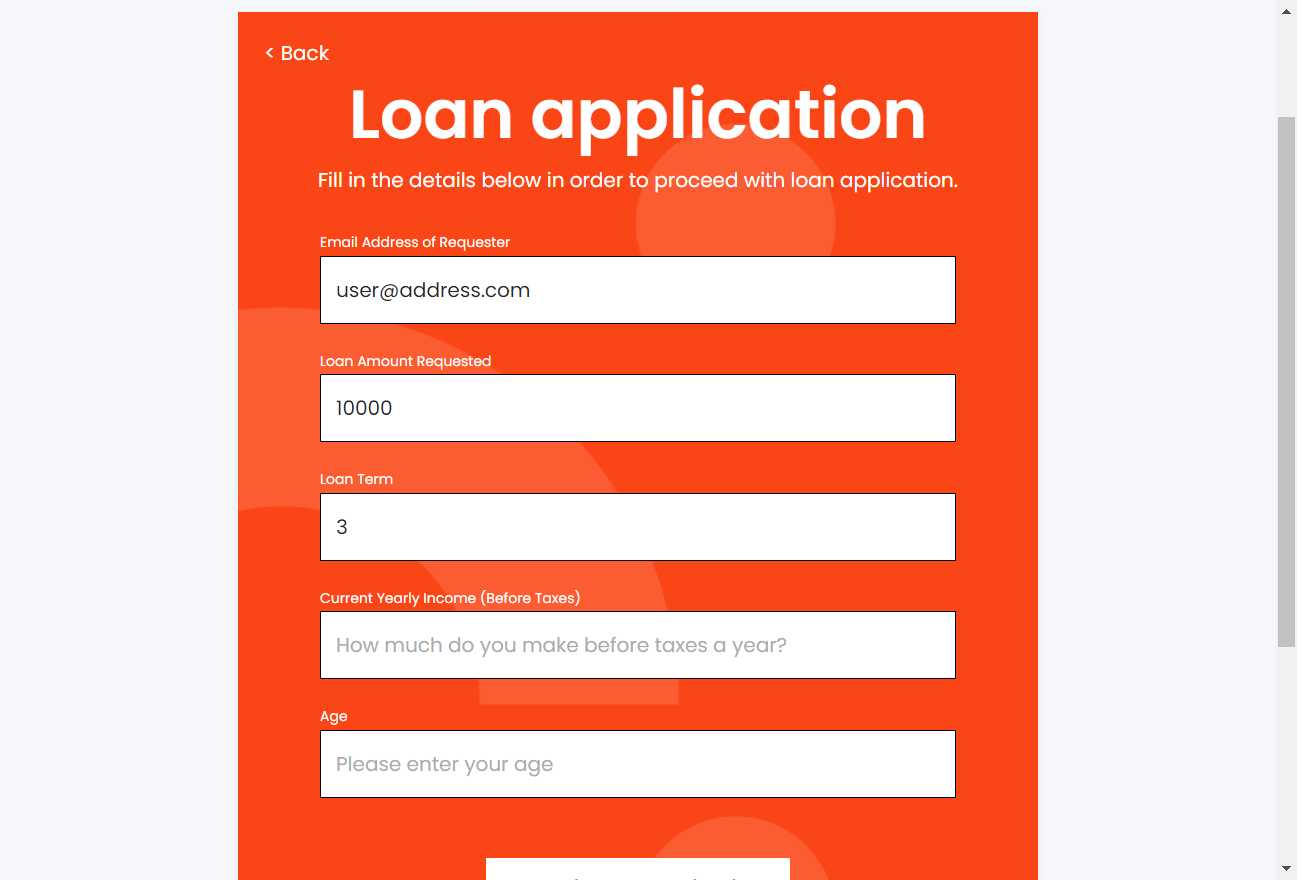 < Back
Loan application
Fill in the details below in order to proceed with loan application.
Email Address of Requester
user@address.com
Loan Amount Requested
10000
Loan Term
3
Current Yearly Income (Before Taxes)
How much do you make before taxes a year?
Age
Please enter your age